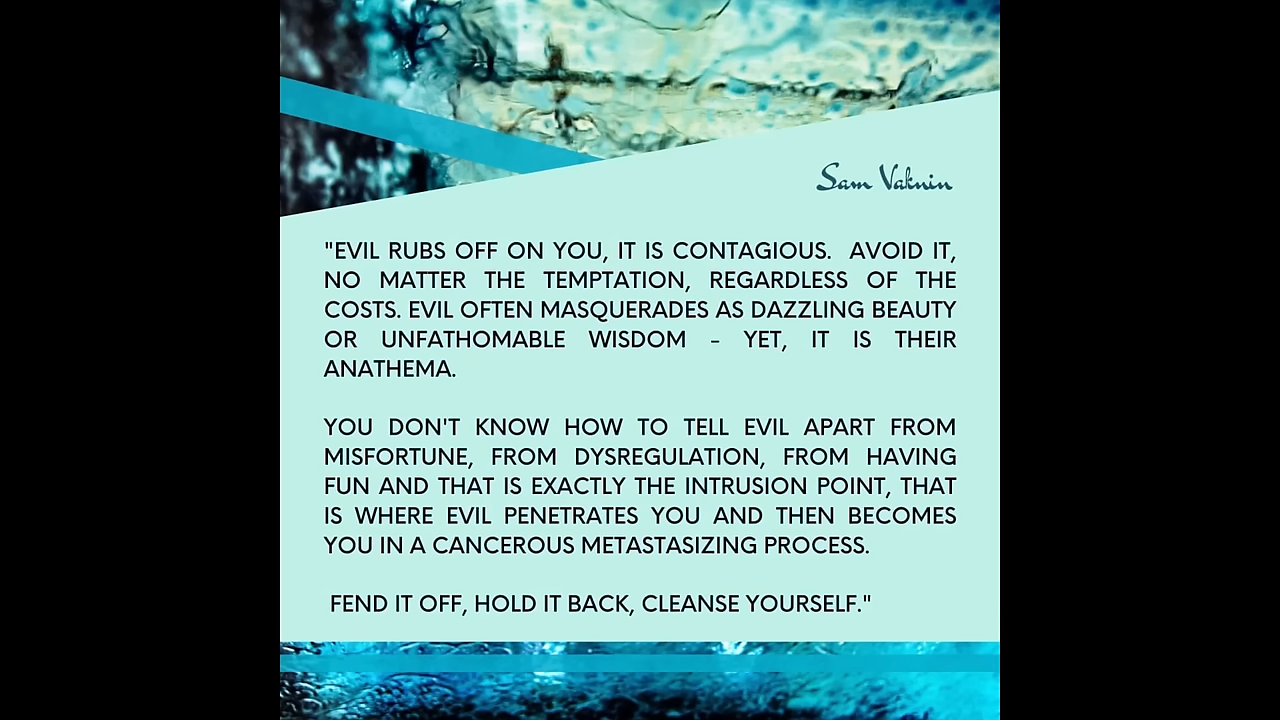 Sam Vaknin
"EVIL RUBS OFF ON YOU, IT IS CONTAGIOUS.  AVOID IT,
NO MATTER THE TEMPTATION, REGARDLESS OF THE
COSTS. EVIL OFTEN MASQUERADES AS DAZZLING BEAUTY
OR UNFATHOMABLE WISDOM - YET, IT IS THEIR
ANATHEMA.
YOU DON'T KNOW HOW TO TELL EVIL APART FROM
MISFORTUNE, FROM DYSREGULATION, FROM HAVING
FUN AND THAT IS EXACTLY THE INTRUSION POINT, THAT
IS WHERE EVIL PENETRATES YOU AND THEN BECOMES
YOU IN A CANCEROUS METASTASIZING PROCESS.
FEND IT OFF, HOLD IT BACK, CLEANSE YOURSELF."